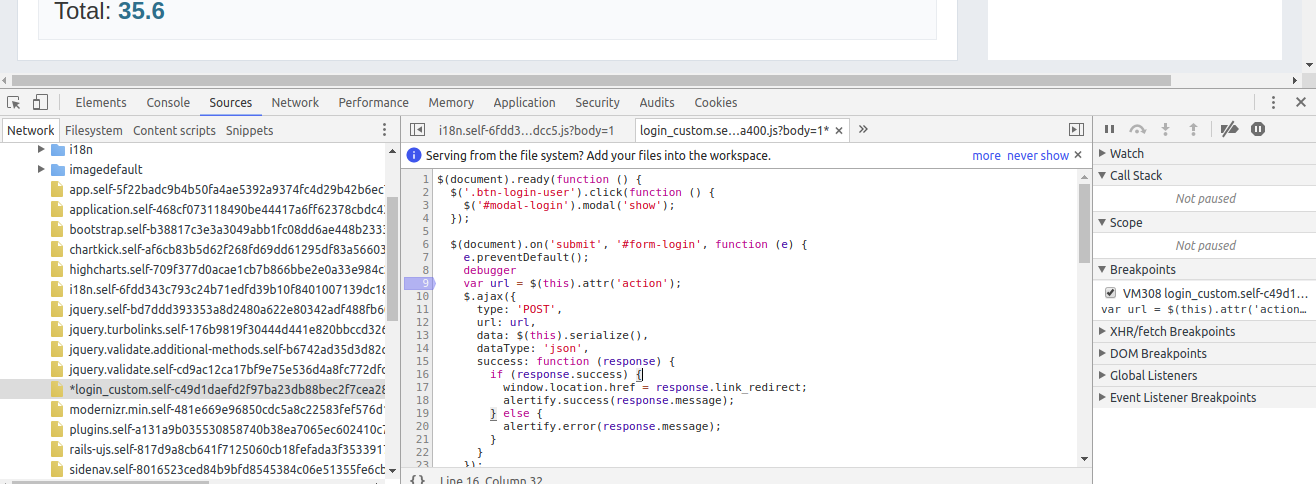 Total: 35.6
Elements Console Sources Network Performance Memory Application Security Audits Cookies
Network Filesystem Content scripts Snippets
i18n
imagedefault
app.self-5f22badc9b4b50fa4ae5392a9374fc4d29b42b6ec
application.self-468cf073118490be44417a6ff62378cbdc4
bootstrap.self-b38817c3e3a3049abb1fc08dd6ae448b2333
chartkick.self-af6cb83b5d62f268fd69dd61295df83a56603
highcharts.self-709f377d0acae1cb7b866bbe2e0a33e984c
i18n.self-6fdd343c793c24b71edfd39b10f8401007139dc18
jquery.self-bd7ddd393353a8d2480a622e80342adf488fb6
jquery.turbolinks.self-176b9819f30444d441e820bbccd326
jquery.validate.additional-methods.self-b6742ad35d3d82c
jquery.validate.self-cd9ac12ca17bf9e75e536d4a8fc772dfc
*login_custom.self-c49d1daefd2f97ba23db88bec2f7cea28
modernizr.min.self-481e669e96850cdc5a8c22583fef576d
plugins.self-a131a9b035530858740b38ea7065ec602410c7
rails-ujs.self-817d9a8cb641f7125060cb18fefada3f353391
sidenav.self-8016523ced84b9bfd8545384c06e51355fe6cb
i18n.self-6fdd3...dcc5.js?body=1 login_custom.se...a400.js?body=1* ×
Serving from the file system? Add your files into the workspace. more never show ×
1 $(document).ready(function () {
2 $('.btn-login-user').click(function () {
3 $('#modal-login').modal('show');
4 });
5
6 $(document).on('submit', '#form-login', function (e) {
7 e.preventDefault();
8 debugger
9 var url = $(this).attr('action');
10 $.ajax({
11 type: 'POST',
12 url: url,
13 data: $(this).serialize(),
14 dataType: 'json',
15 success: function (response) {
16 if (response.success) {
17 window.location.href = response.link_redirect;
18 alertify.success(response.message);
19 } else {
20 alertify.error(response.message);
21 }
22 }
23 });
{} Line 16, Column 32
Watch
Call Stack
Not paused
Scope
Not paused
Breakpoints
VM308 login_custom.self-c49d1...
var url = $(this).attr('action...
XHR/fetch Breakpoints
DOM Breakpoints
Global Listeners
Event Listener Breakpoints